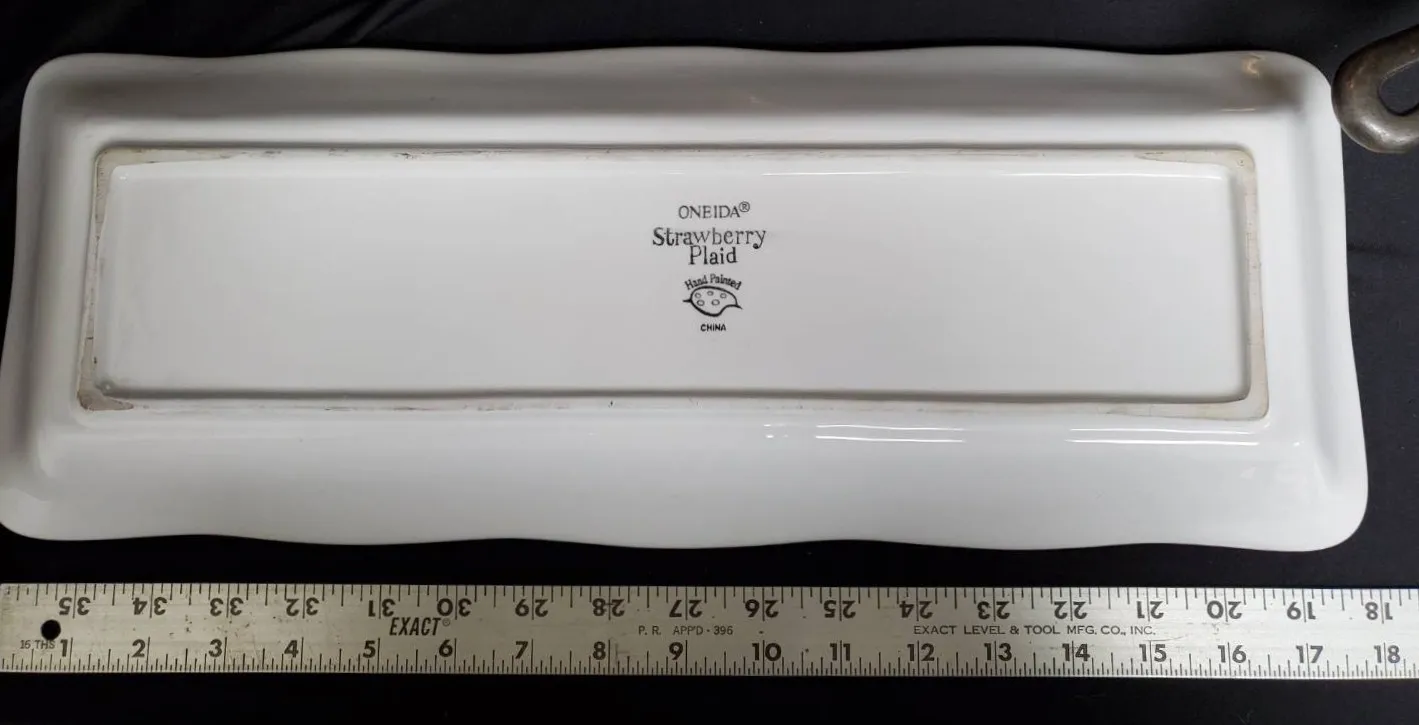 ONEIDA®
Strawberry
Plaid
Hand Painted
CHINA
35 34 33 32 31 30 29 28 27 26 25 24 23 22 21 20 19 18
EXACT® P. R. APP'D · 396 EXACT LEVEL & TOOL MFG. CO., INC.
16 THS 1 2 3 4 5 6 7 8 9 10 11 12 13 14 15 16 17 18